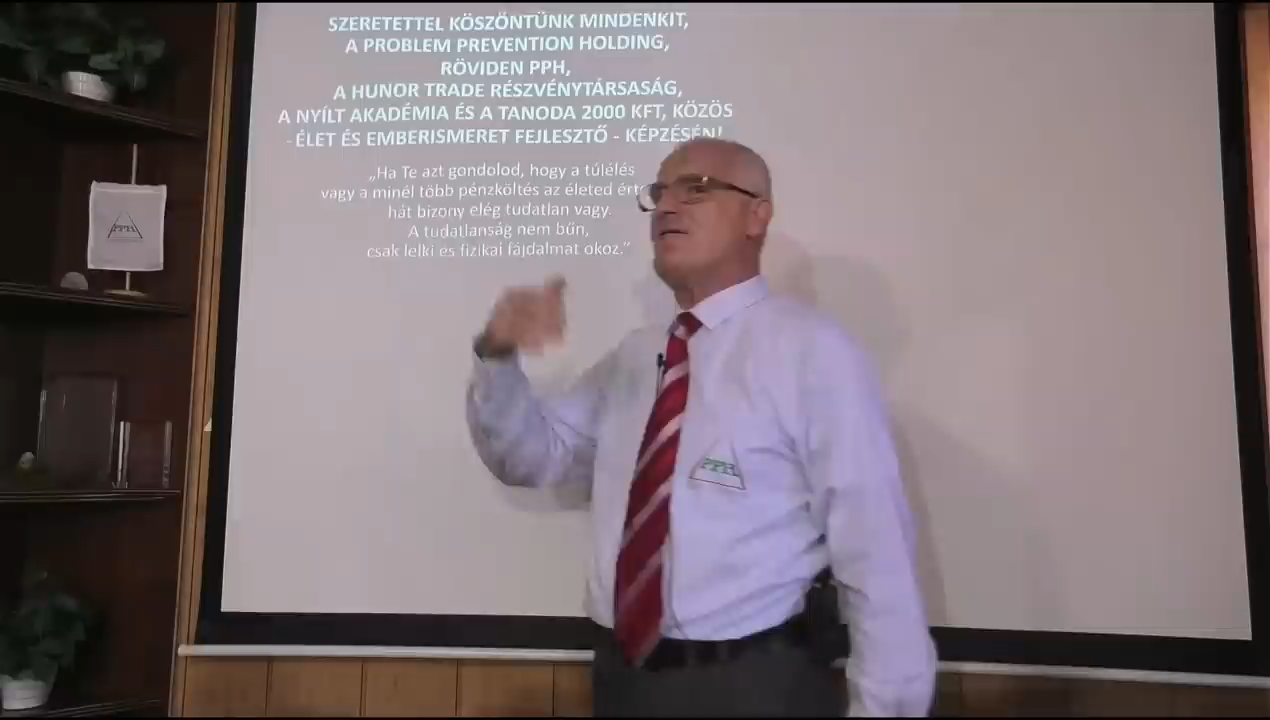 SZERETETTEL KÖSZÖNTÜNK MINDENKIT,
A PROBLEM PREVENTION HOLDING,
RÖVIDEN PPH,
A HUNOR TRADE RÉSZVÉNYTÁRSASÁG,
A NYÍLT AKADÉMIA ÉS A TANODA 2000 KFT, KÖZÖS
- ÉLET ÉS EMBERISMERET FEJLESZTŐ - KÉPZÉSÉN!
„Ha Te azt gondolod, hogy a túlélés
vagy a minél több pénzköltés az életed
hát bizony elég tudatlan vagy.
A tudatlanság nem bűn,
csak lelki és fizikai fájdalmat okoz.”
PPH
PPH